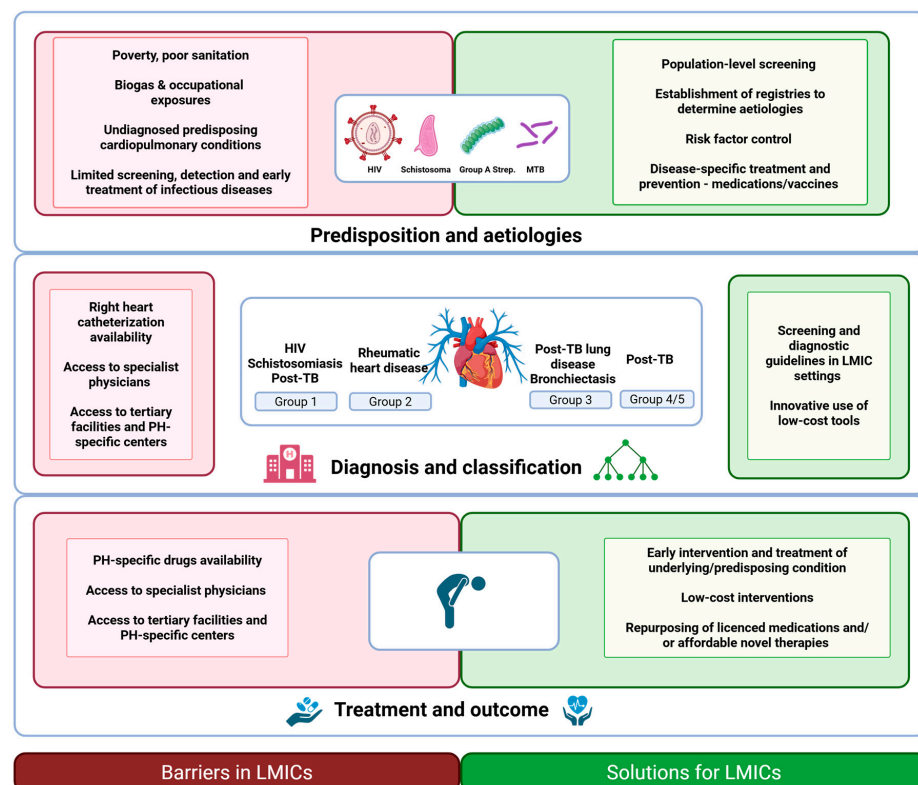 Poverty, poor sanitation
Biogas & occupational
exposures
Undiagnosed predisposing
cardiopulmonary conditions
Limited screening, detection and early
treatment of infectious diseases
HIV
Schistosoma
Group A Strep.
MTB
Population-level screening
Establishment of registries to
determine aetiologies
Risk factor control
Disease-specific treatment and
prevention - medications/vaccines
Predisposition and aetiologies
Right heart
catheterization
availability
Access to specialist
physicians
Access to tertiary
facilities and PH-
specific centers
HIV
Schistosomiasis
Post-TB
Group 1
Rheumatic
heart disease
Group 2
Post-TB lung
disease
Bronchiectasis
Group 3
Post-TB
Group 4/5
Screening and
diagnostic
guidelines in LMIC
settings
Innovative use of
low-cost tools
H
Diagnosis and classification
PH-specific drugs availability
Access to specialist physicians
Access to tertiary facilities and
PH-specific centers
Early intervention and treatment of
underlying/predisposing condition
Low-cost interventions
Repurposing of licenced medications and/
or affordable novel therapies
Treatment and outcome
Barriers in LMICs
Solutions for LMICs